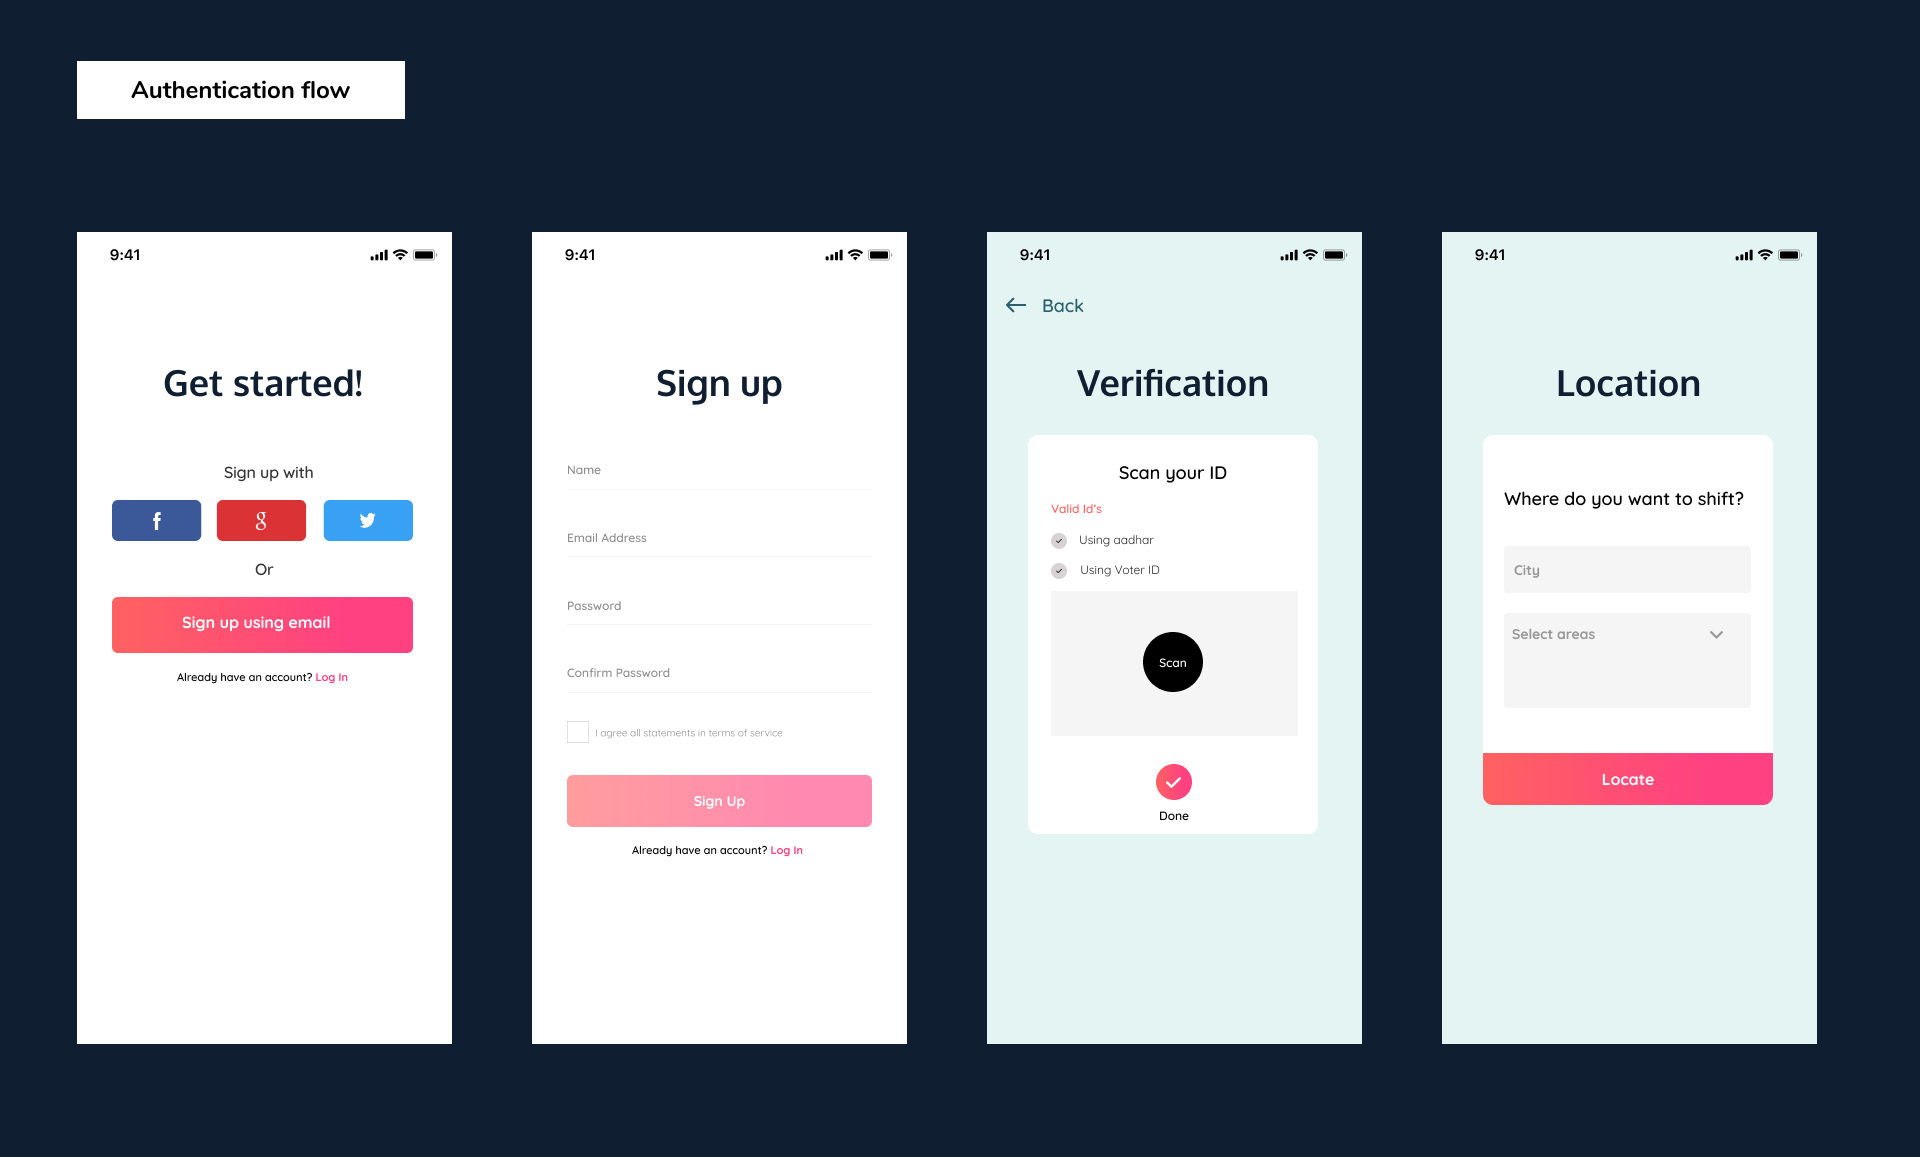 Authentication flow
9:41
Get started!
Sign up with
f
g
Or
Sign up using email
Already have an account? Log In
9:41
Sign up
Name
Email Address
Password
Confirm Password
I agree all statements in terms of service
Sign Up
Already have an account? Log In
9:41
Back
Verification
Scan your ID
Valid Id's
Using aadhar
Using Voter ID
Scan
Done
9:41
Location
Where do you want to shift?
City
Select areas
Locate